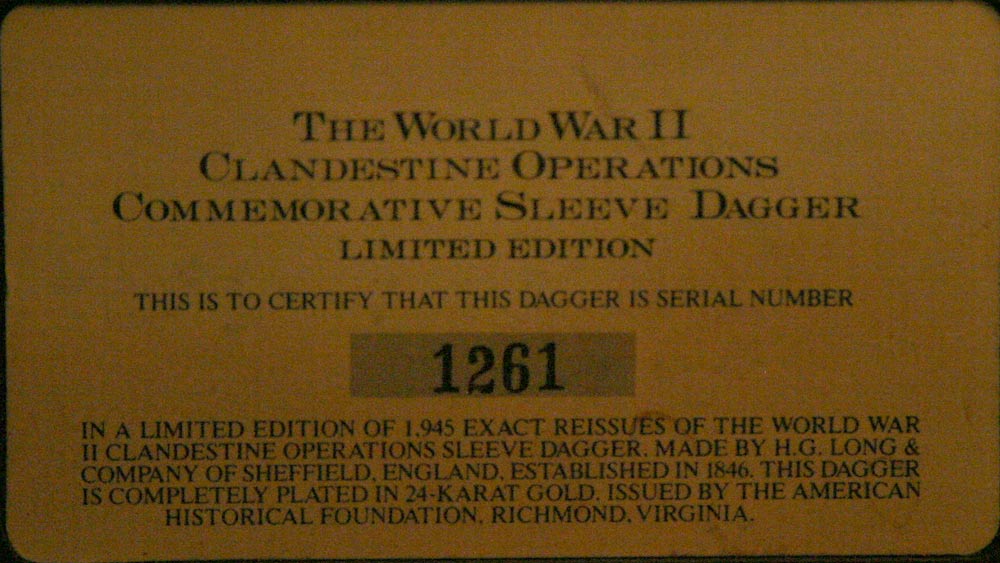 THE WORLD WAR II
CLANDESTINE OPERATIONS
COMMEMORATIVE SLEEVE DAGGER
LIMITED EDITION
THIS IS TO CERTIFY THAT THIS DAGGER IS SERIAL NUMBER
1261
IN A LIMITED EDITION OF 1,945 EXACT REISSUES OF THE WORLD WAR
II CLANDESTINE OPERATIONS SLEEVE DAGGER, MADE BY H.G. LONG &
COMPANY OF SHEFFIELD, ENGLAND, ESTABLISHED IN 1846. THIS DAGGER
IS COMPLETELY PLATED IN 24-KARAT GOLD. ISSUED BY THE AMERICAN
HISTORICAL FOUNDATION, RICHMOND, VIRGINIA.